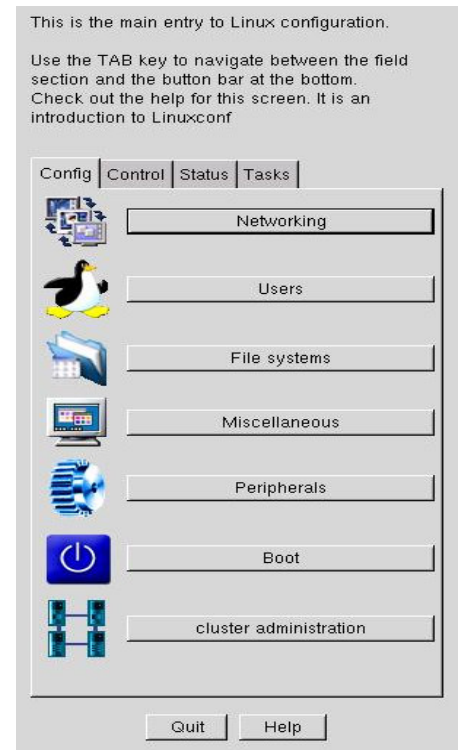 This is the main entry to Linux configuration.
Use the TAB key to navigate between the field
section and the button bar at the bottom.
Check out the help for this screen. It is an
introduction to Linuxconf
Config Control Status Tasks
Networking
Users
File systems
Miscellaneous
Peripherals
Boot
cluster administration
Quit Help